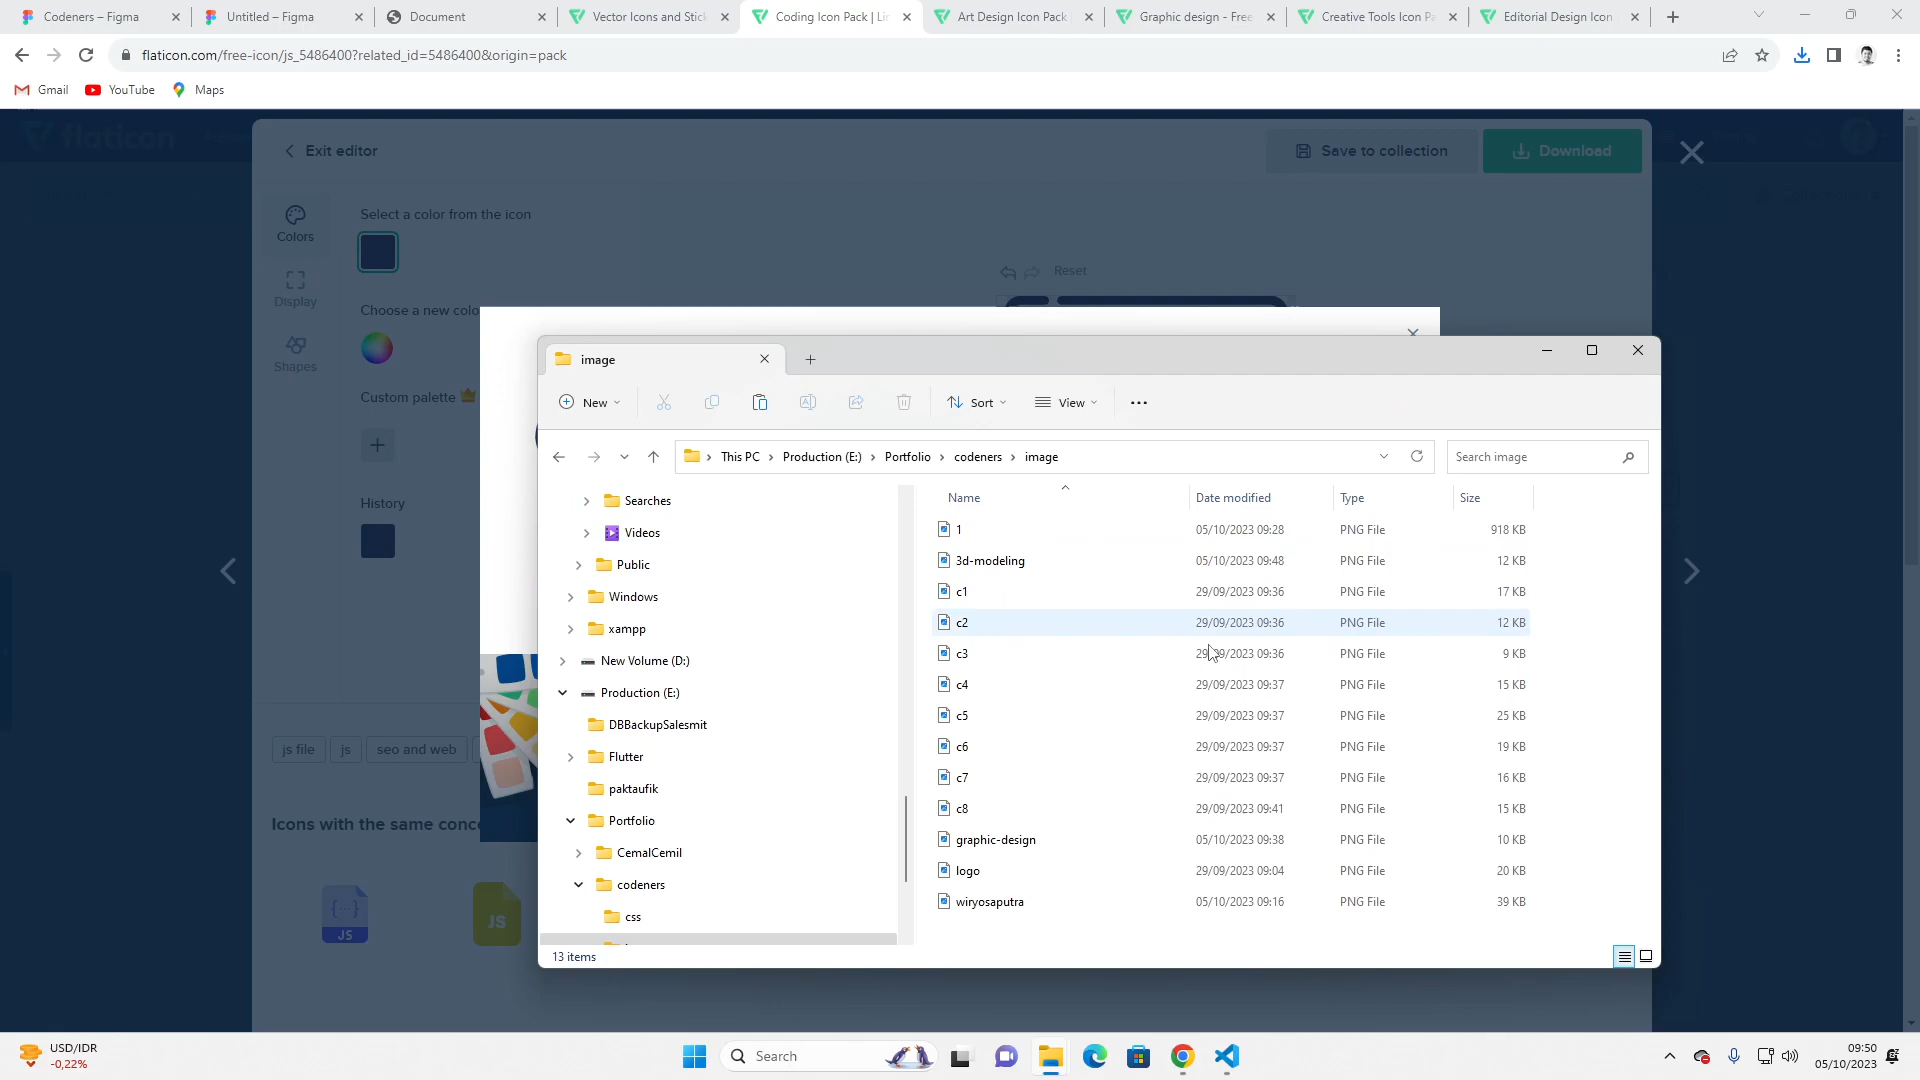 Codeners – Figma
Untitled – Figma
Document
Vector Icons and Stick
Coding Icon Pack | Lin
Art Design Icon Pack
Graphic design - Free
Creative Tools Icon Pa
Editorial Design Icon
flaticon.com/free-icon/js_5486400?related_id=5486400&origin=pack
Gmail
YouTube
Maps
flaticon
Exit editor
Save to collection
Download
Colors
Select a color from the icon
Display
Reset
Choose a new colo
Shapes
Custom palette
History
js file
js
seo and web
Icons with the same conce
JS
JS
image
New
Sort
View
This PC
Production (E:)
Portfolio
codeners
image
Search image
Searches
Videos
Public
Windows
xampp
New Volume (D:)
Production (E:)
DBBackupSalesmit
Flutter
paktaufik
Portfolio
CemalCemil
codeners
css
Name Date modified Type Size
1 05/10/2023 09:28 PNG File 918 KB
3d-modeling 05/10/2023 09:48 PNG File 12 KB
c1 29/09/2023 09:36 PNG File 17 KB
c2 29/09/2023 09:36 PNG File 12 KB
c3 29/09/2023 09:36 PNG File 9 KB
c4 29/09/2023 09:37 PNG File 15 KB
c5 29/09/2023 09:37 PNG File 25 KB
c6 29/09/2023 09:37 PNG File 19 KB
c7 29/09/2023 09:37 PNG File 16 KB
c8 29/09/2023 09:41 PNG File 15 KB
graphic-design 05/10/2023 09:38 PNG File 10 KB
logo 29/09/2023 09:04 PNG File 20 KB
wiryosaputra 05/10/2023 09:16 PNG File 39 KB
13 items
USD/IDR
-0,22%
Search
09:50
05/10/2023